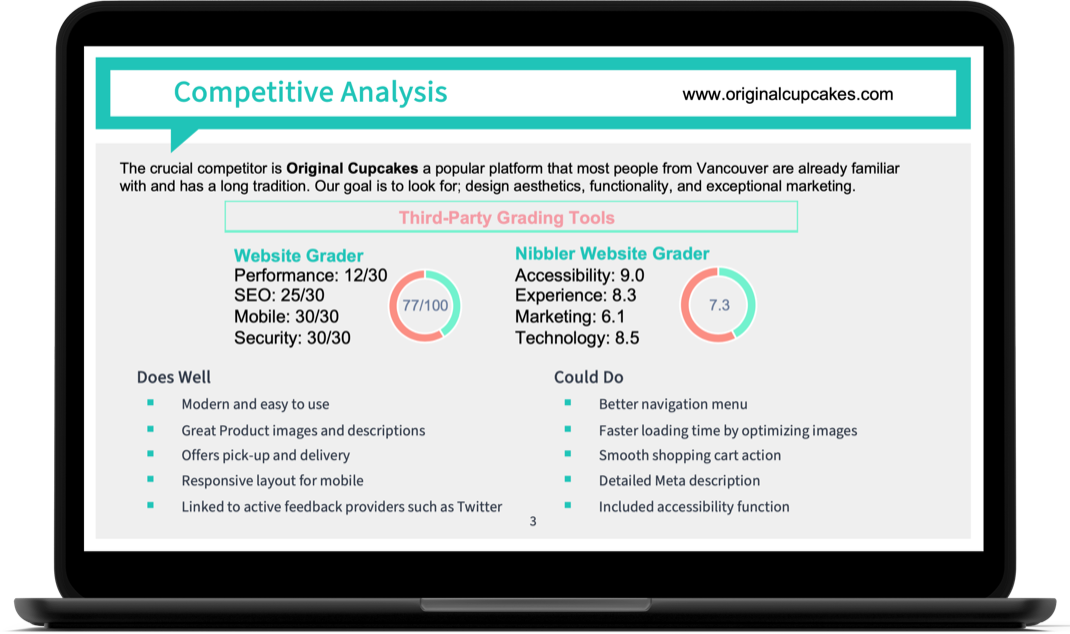 Competitive Analysis
www.originalcupcakes.com
The crucial competitor is Original Cupcakes a popular platform that most people from Vancouver are already familiar
with and has a long tradition. Our goal is to look for; design aesthetics, functionality, and exceptional marketing.
Third-Party Grading Tools
Website Grader
Performance: 12/30
SEO: 25/30
Mobile: 30/30
Security: 30/30
77/100
Nibbler Website Grader
Accessibility: 9.0
Experience: 8.3
Marketing: 6.1
Technology: 8.5
7.3
Does Well
Modern and easy to use
Great Product images and descriptions
Offers pick-up and delivery
Responsive layout for mobile
Linked to active feedback providers such as Twitter
Could Do
Better navigation menu
Faster loading time by optimizing images
Smooth shopping cart action
Detailed Meta description
Included accessibility function
3